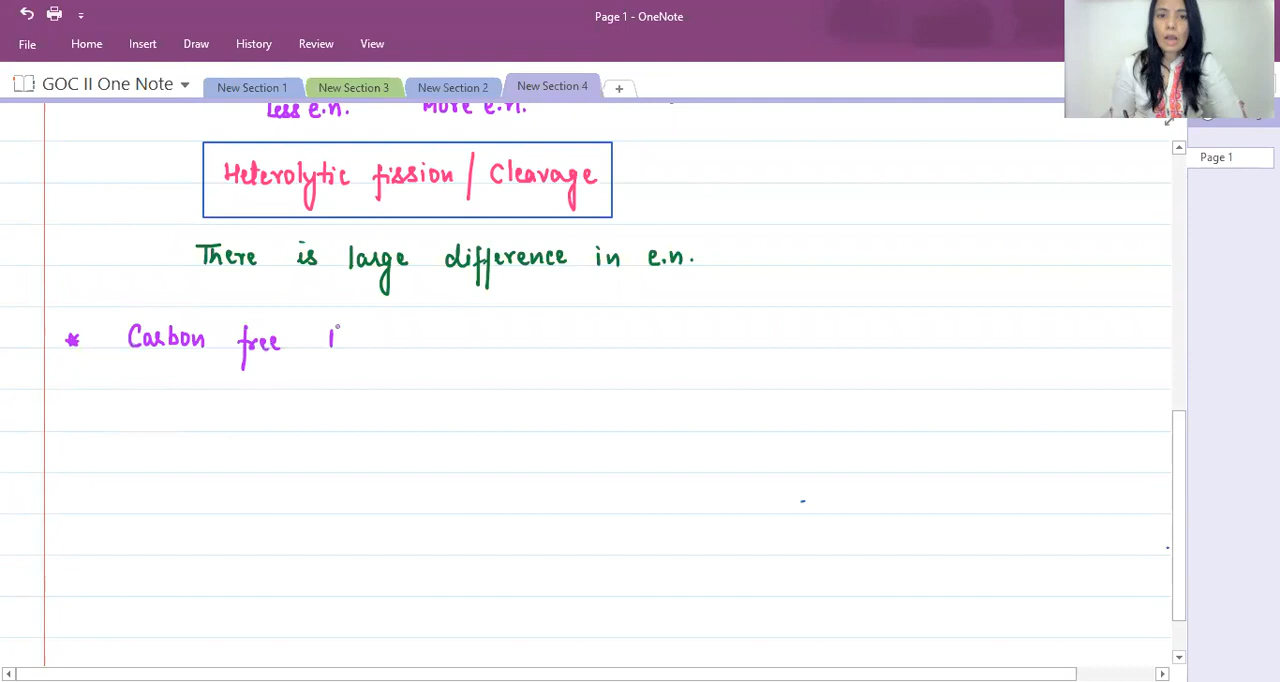 Page 1 - OneNote
File Home Insert Draw History Review View
GOC II One Note New Section 1 New Section 3 New Section 2 New Section 4 +
Page 1
less e.n. More e.n.
Heterolytic fission / Cleavage
There is large difference in e.n.
* Carbon free